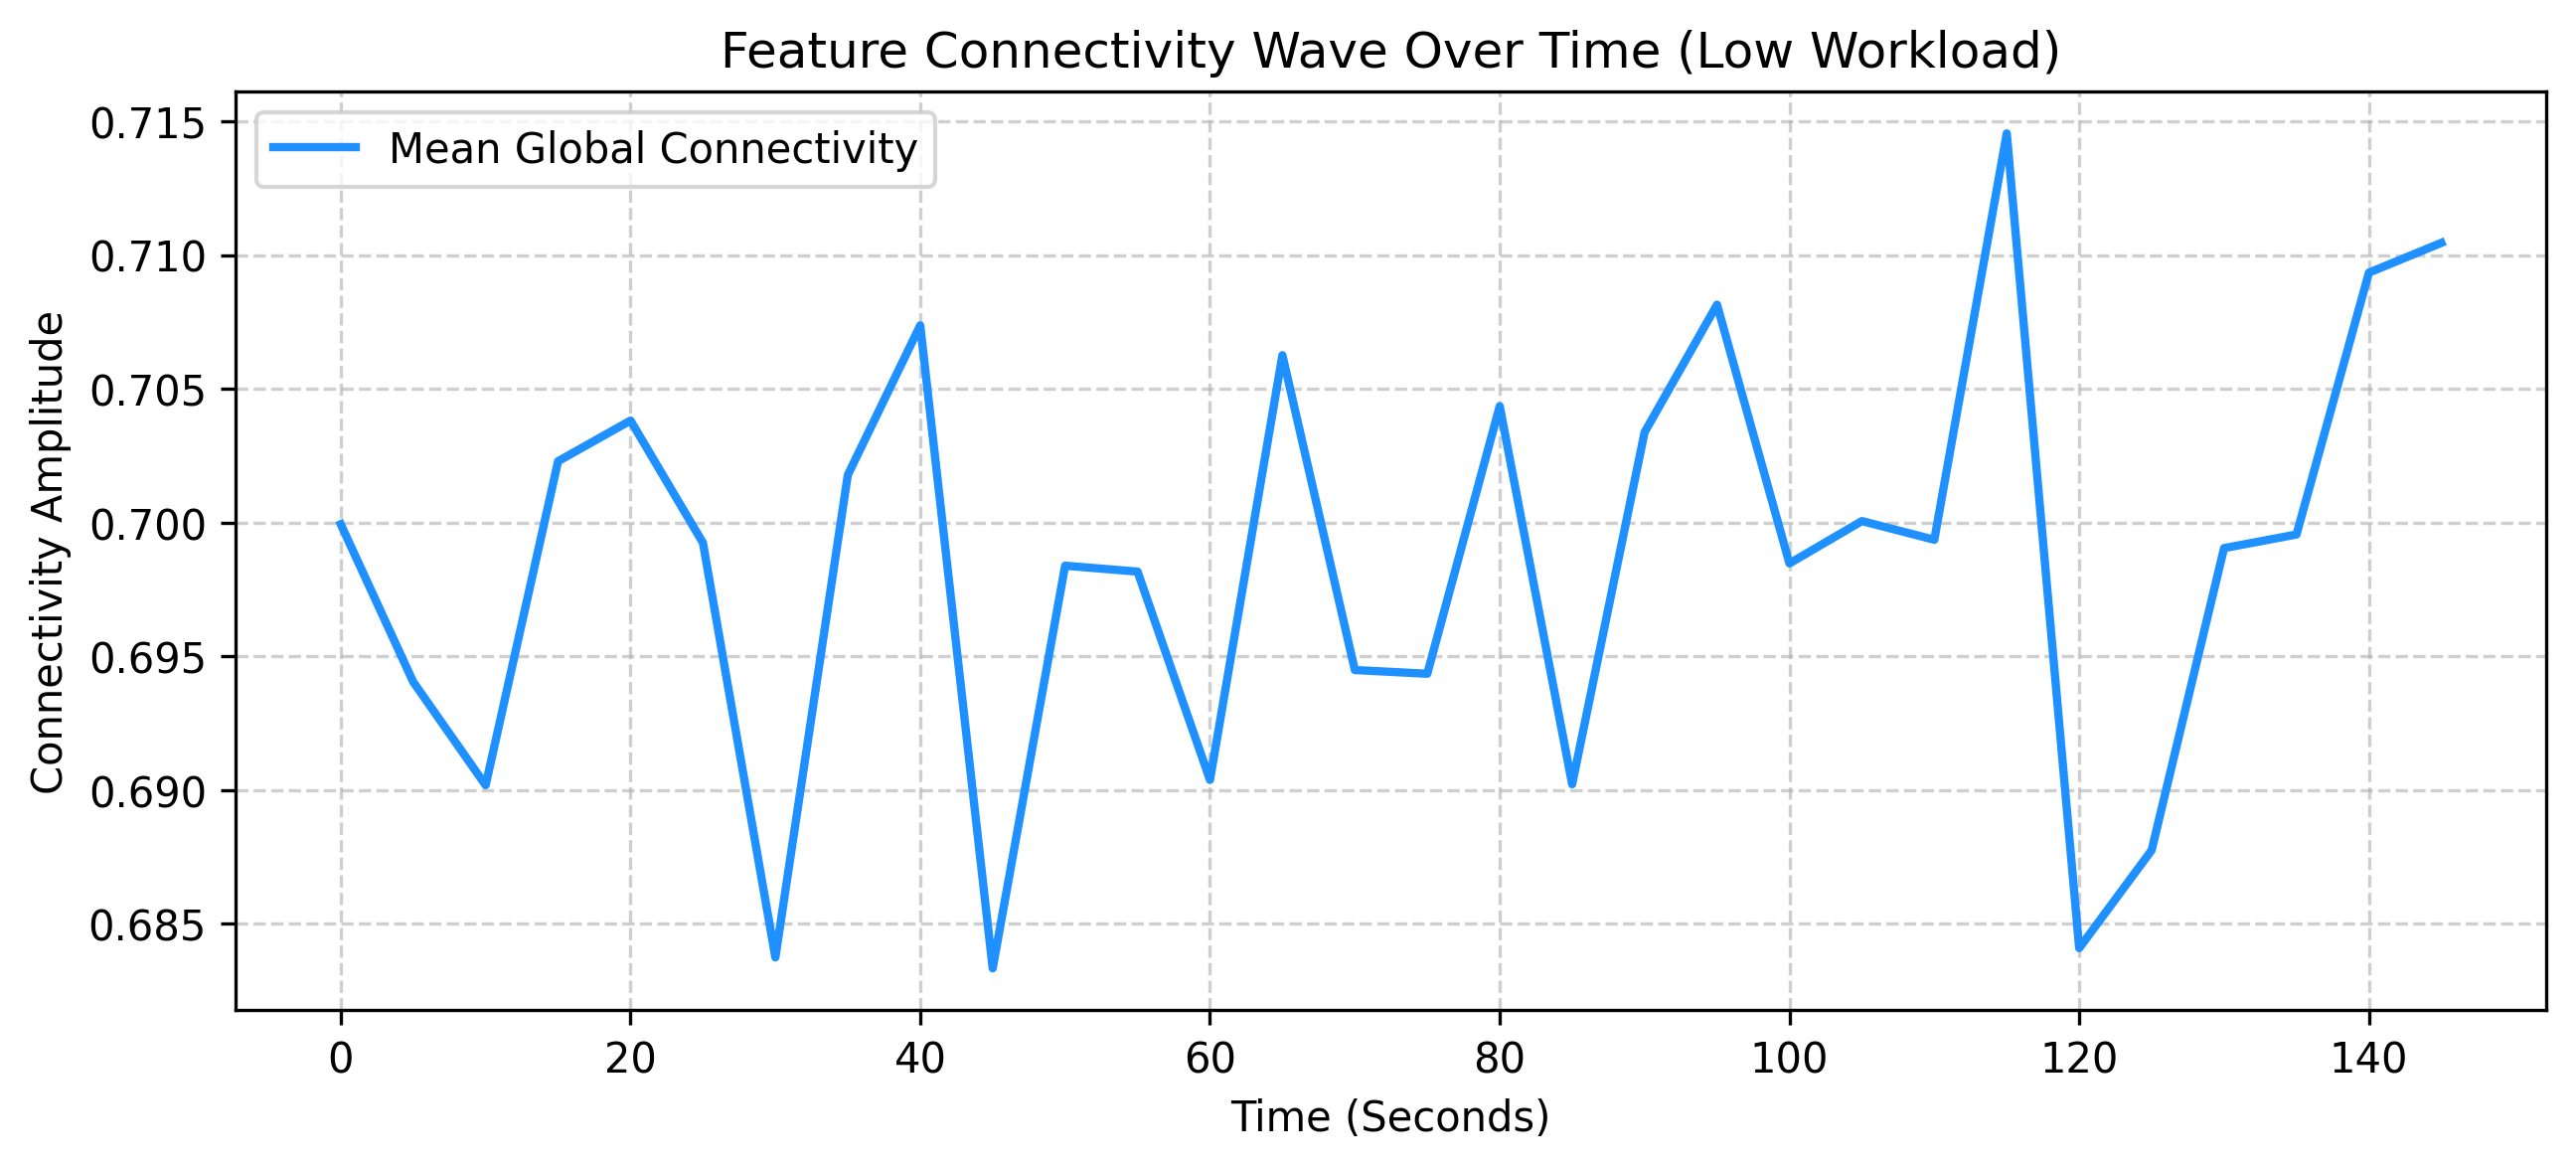 Feature Connectivity Wave Over Time (Low Workload)
Mean Global Connectivity
Connectivity Amplitude
0.715
0.710
0.705
0.700
0.695
0.690
0.685
0 20 40 60 80 100 120 140
Time (Seconds)